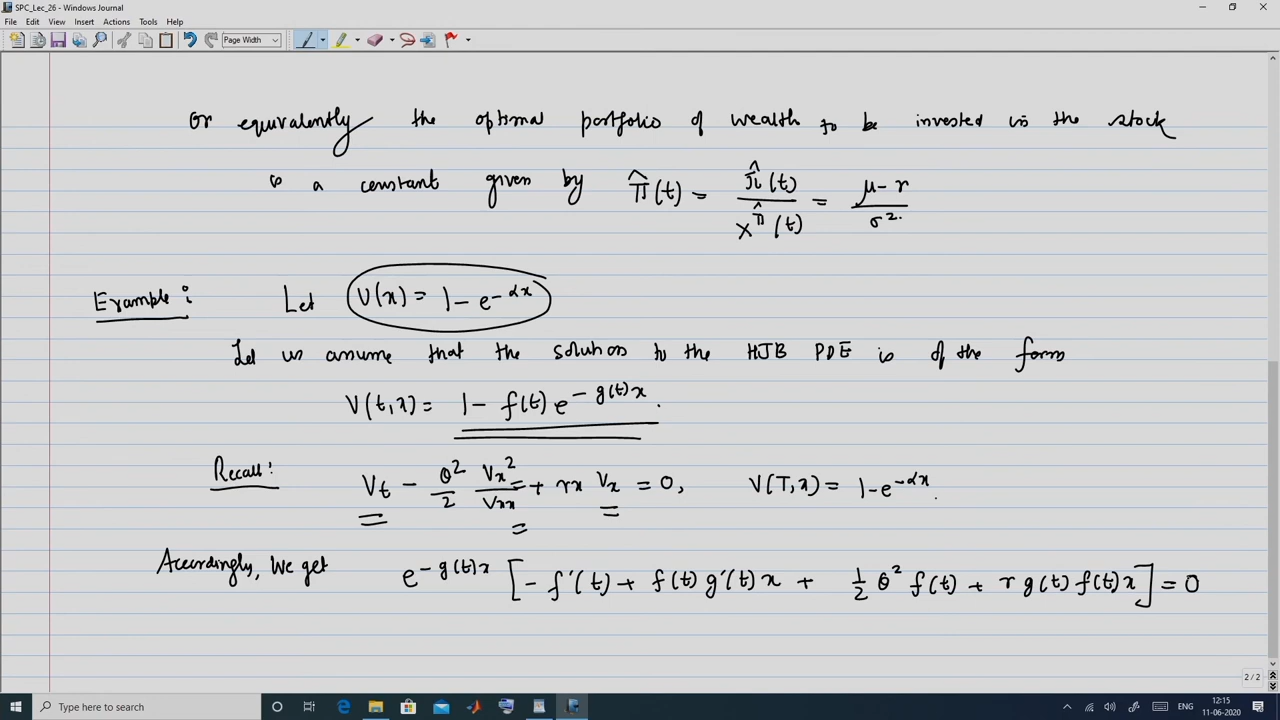 SPC_Lec_26 - Windows Journal
File Edit View Insert Actions Tools Help
Page Width
Or equivalently the optimal portfolio of wealth to be invested in the stock
is a constant given by Π̂(t) = π̂(t) / X^π̂(t) = (μ - r) / σ².
Example: Let U(x) = 1 - e^{-αx}
Let us assume that the solution to the HJB PDE is of the form
V(t,x) = 1 - f(t) e^{-g(t)x}.
Recall: V_t - θ²/2 V_x²/V_xx + rx V_x = 0, V(T,x) = 1 - e^{-αx}.
Accordingly, we get e^{-g(t)x} [ - f'(t) + f(t) g'(t) x + 1/2 θ² f(t) + r g(t) f(t) x ] = 0
2 / 2
Type here to search
ENG
12:15
11-06-2020